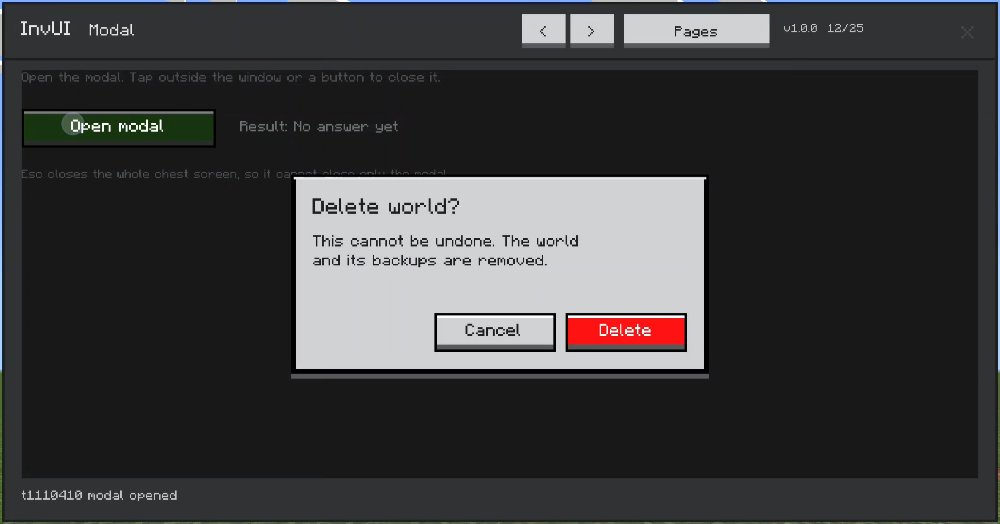 InvUI Modal < > Pages v1.0.0 12/25 ×
Open the modal. Tap outside the window or a button to close it.
Open modal Result: No answer yet
Esc closes the whole chest screen, so it cannot close only the modal.
Delete world?
This cannot be undone. The world
and its backups are removed.
Cancel Delete
t1110410 modal opened